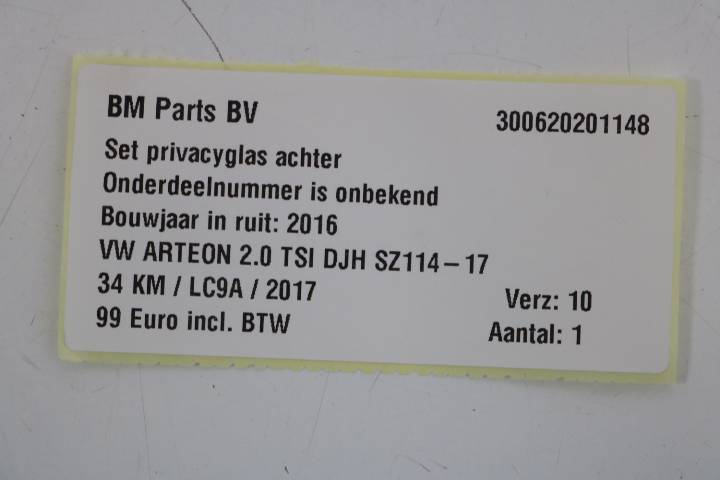 BM Parts BV 300620201148
Set privacyglas achter
Onderdeelnummer is onbekend
Bouwjaar in ruit: 2016
VW ARTEON 2.0 TSI DJH SZ114-17
34 KM / LC9A / 2017 Verz: 10
99 Euro incl. BTW Aantal: 1